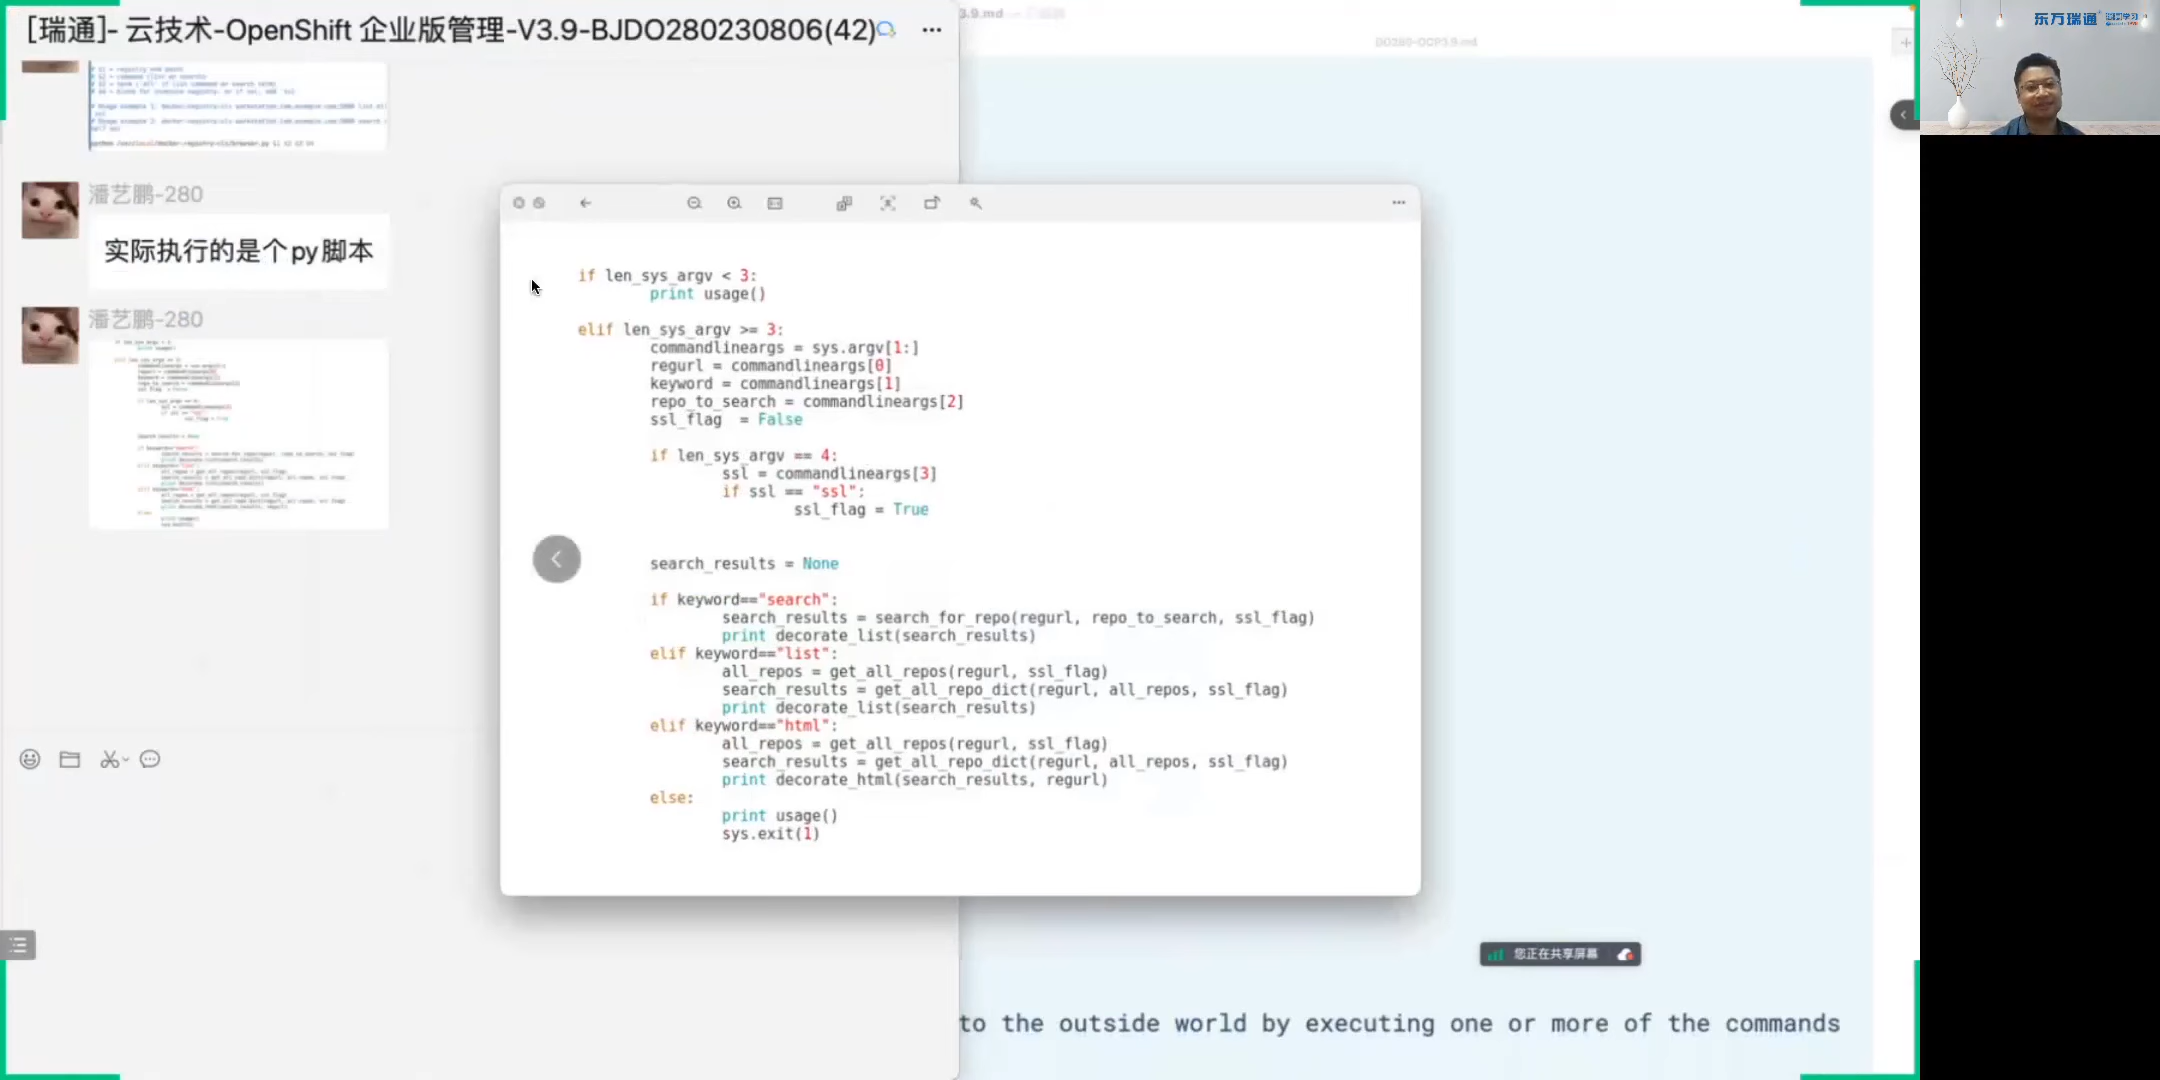 [瑞通]- 云技术-OpenShift 企业版管理-V3.9-BJDO280230806(42)
3.9.md
DO280-OCP3.9.md
东方瑞通
潘艺鹏-280
实际执行的是个py脚本
潘艺鹏-280
if len_sys_argv < 3:
print usage()
elif len_sys_argv >= 3:
commandlineargs = sys.argv[1:]
regurl = commandlineargs[0]
keyword = commandlineargs[1]
repo_to_search = commandlineargs[2]
ssl_flag  = False
if len_sys_argv == 4:
ssl = commandlineargs[3]
if ssl == "ssl":
ssl_flag = True
search_results = None
if keyword=="search":
search_results = search_for_repo(regurl, repo_to_search, ssl_flag)
print decorate_list(search_results)
elif keyword=="list":
all_repos = get_all_repos(regurl, ssl_flag)
search_results = get_all_repo_dict(regurl, all_repos, ssl_flag)
print decorate_list(search_results)
elif keyword=="html":
all_repos = get_all_repos(regurl, ssl_flag)
search_results = get_all_repo_dict(regurl, all_repos, ssl_flag)
print decorate_html(search_results, regurl)
else:
print usage()
sys.exit(1)
您正在共享屏幕
to the outside world by executing one or more of the commands